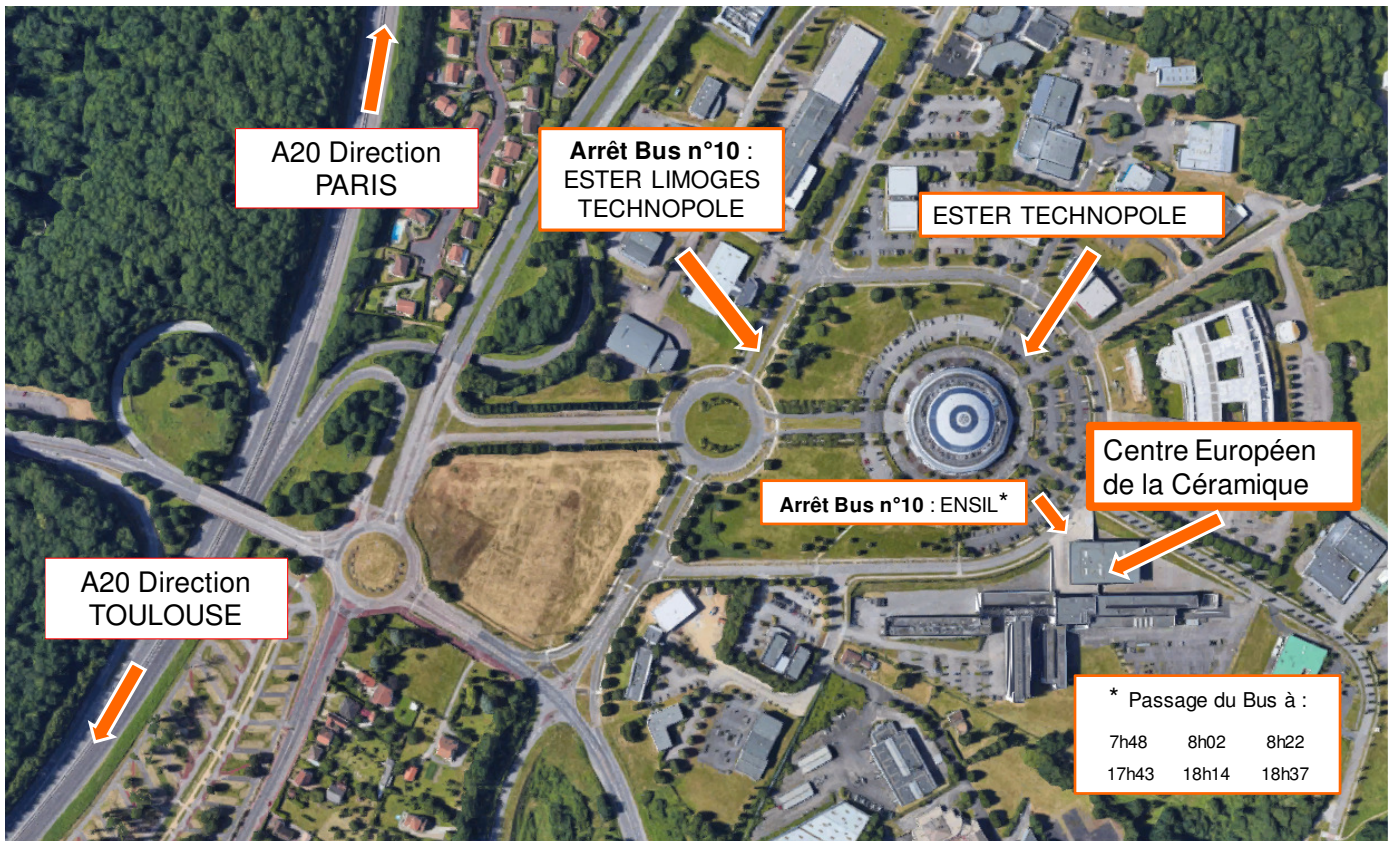 A20 Direction
PARIS
Arrêt Bus n°10 :
ESTER LIMOGES
TECHNOPOLE
ESTER TECHNOPOLE
Centre Européen
de la Céramique
Arrêt Bus n°10 : ENSIL*
A20 Direction
TOULOUSE
* Passage du Bus à :
7h48 8h02 8h22
17h43 18h14 18h37